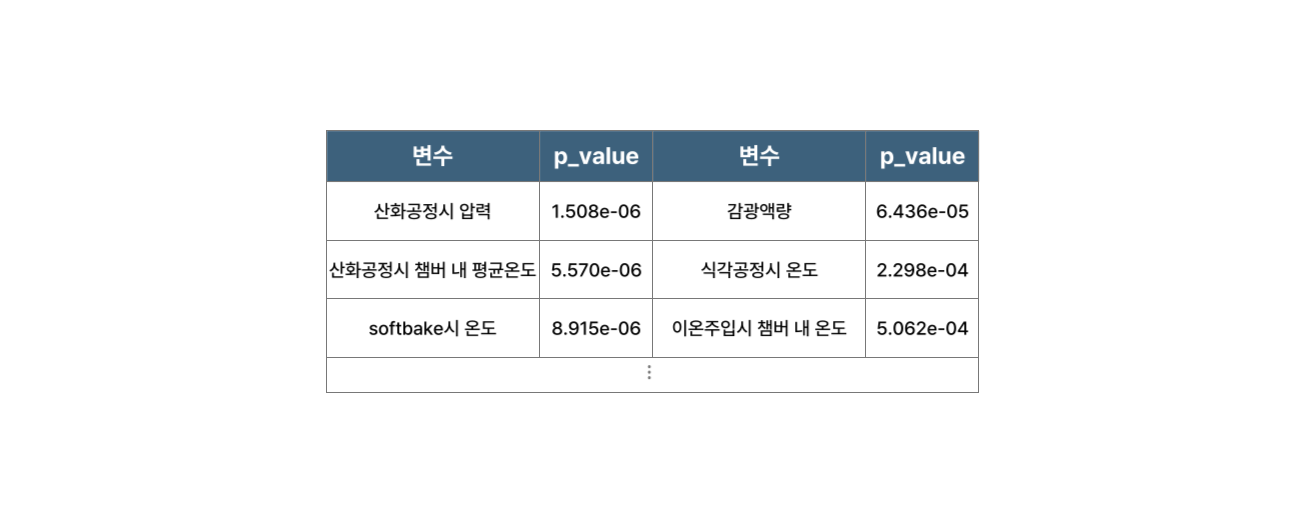 변수 p_value 변수 p_value
산화공정시 압력 1.508e-06 감광액량 6.436e-05
산화공정시 챔버 내 평균온도 5.570e-06 식각공정시 온도 2.298e-04
softbake시 온도 8.915e-06 이온주입시 챔버 내 온도 5.062e-04
⋮